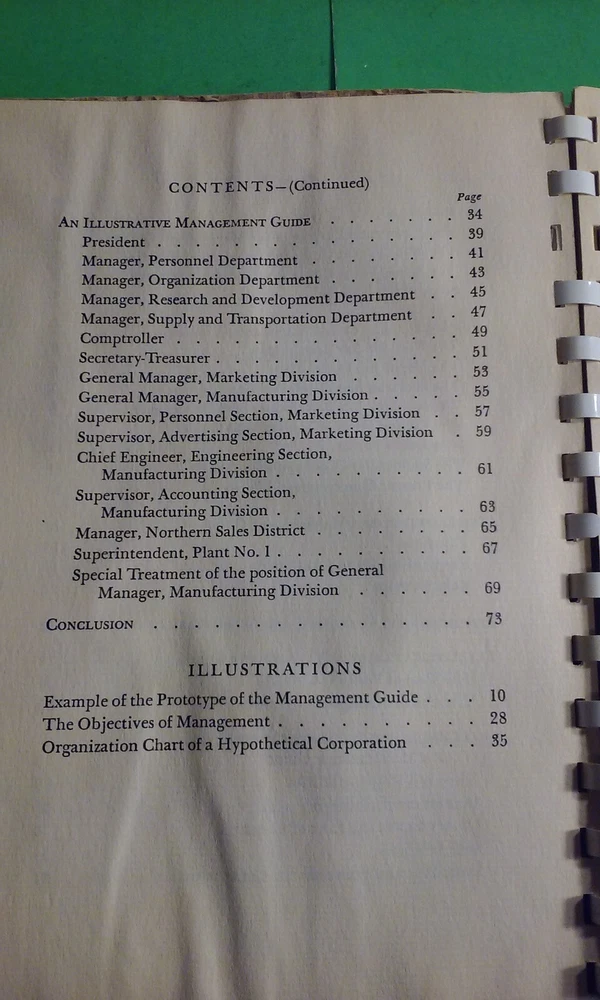 CONTENTS—(Continued)
Page
AN ILLUSTRATIVE MANAGEMENT GUIDE . . . . . . . 34
President . . . . . . . . . . . . . . . 39
Manager, Personnel Department . . . . . . . 41
Manager, Organization Department . . . . . . . 43
Manager, Research and Development Department . . 45
Manager, Supply and Transportation Department . . 47
Comptroller . . . . . . . . . . . . . . 49
Secretary-Treasurer . . . . . . . . . . . . 51
General Manager, Marketing Division . . . . . . 53
General Manager, Manufacturing Division . . . . . 55
Supervisor, Personnel Section, Marketing Division . . 57
Supervisor, Advertising Section, Marketing Division . 59
Chief Engineer, Engineering Section,
Manufacturing Division . . . . . . . . . . 61
Supervisor, Accounting Section,
Manufacturing Division . . . . . . . . . . 63
Manager, Northern Sales District . . . . . . . . 65
Superintendent, Plant No. 1 . . . . . . . . . . 67
Special Treatment of the position of General
Manager, Manufacturing Division . . . . . . 69
CONCLUSION . . . . . . . . . . . . . . . . 73
ILLUSTRATIONS
Example of the Prototype of the Management Guide . . . 10
The Objectives of Management . . . . . . . . . . 28
Organization Chart of a Hypothetical Corporation . . . 35